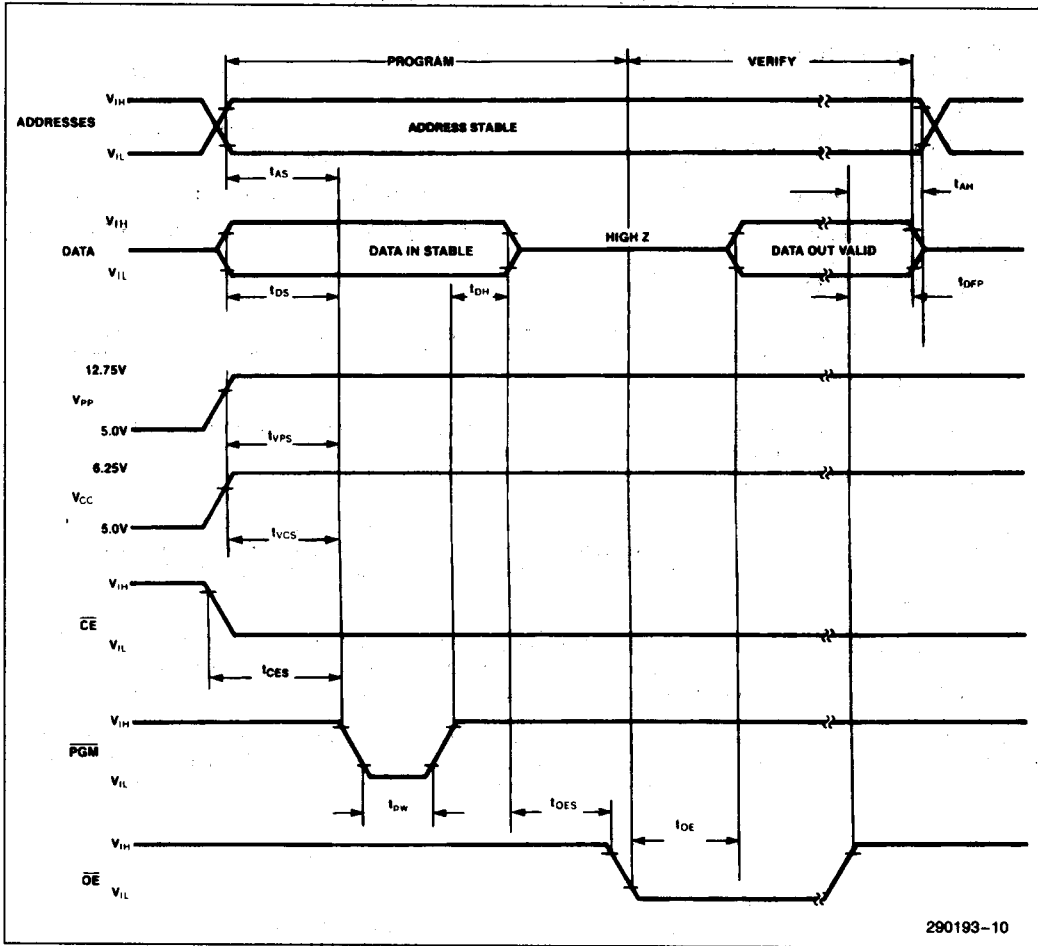 PROGRAM
VERIFY
ADDRESSES
VIH
VIL
ADDRESS STABLE
tAS
tAH
DATA
VIH
VIL
DATA IN STABLE
HIGH Z
DATA OUT VALID
tDS
tDH
tDFP
12.75V
VPP
5.0V
tVPS
6.25V
VCC
5.0V
tVCS
VIH
CE
VIL
tCES
VIH
PGM
VIL
tPW
tOES
tOE
VIH
OE
VIL
290193-10